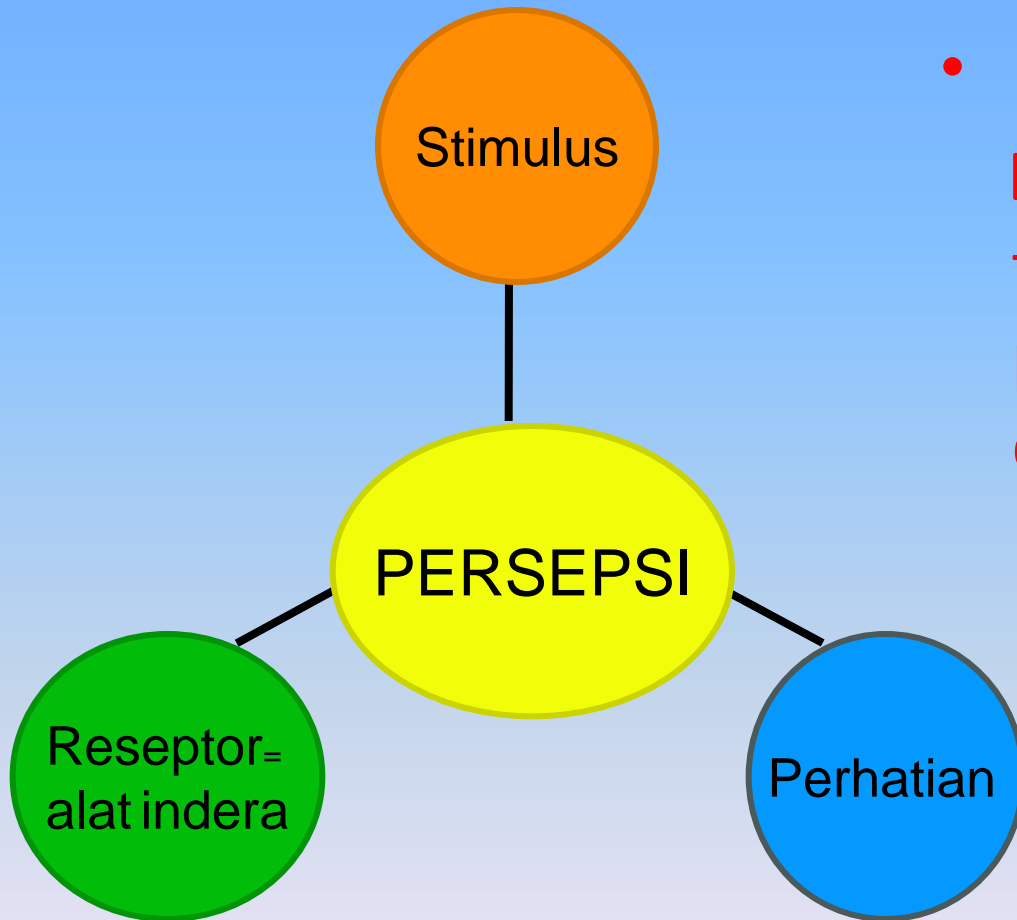 Stimulus
PERSEPSI
Reseptor=
alat indera
Perhatian